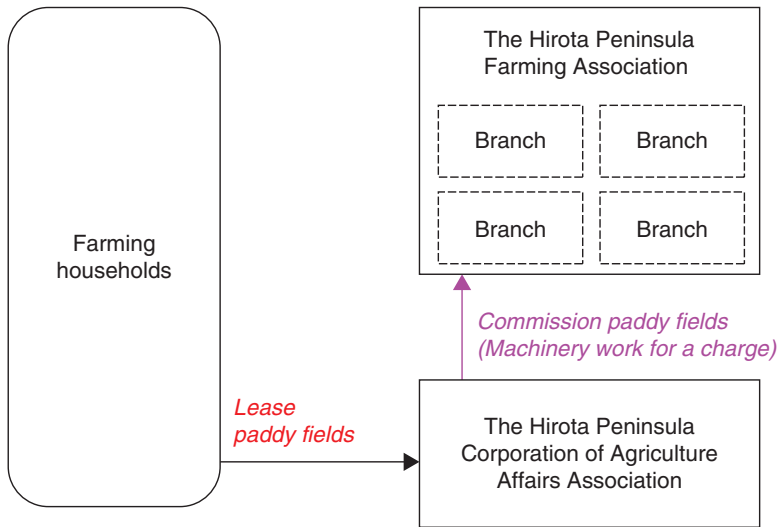 The Hirota Peninsula
Farming Association
Branch
Branch
Branch
Branch
Farming
households
Commission paddy fields
(Machinery work for a charge)
Lease
paddy fields
The Hirota Peninsula
Corporation of Agriculture
Affairs Association